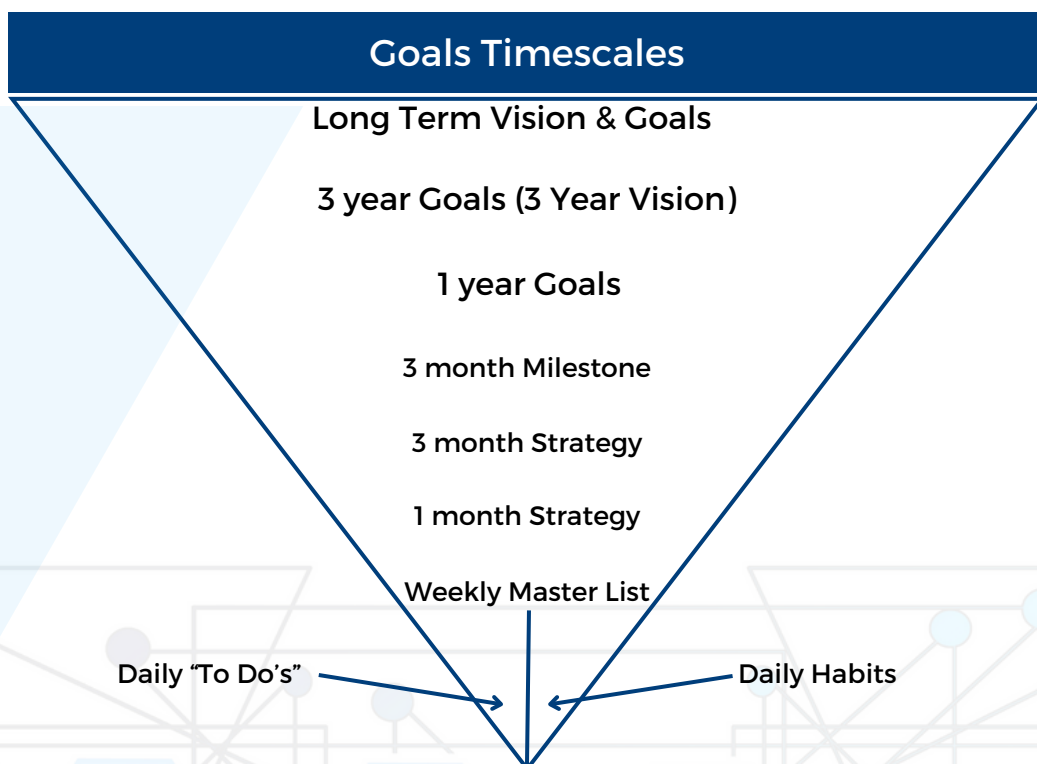 Goals Timescales
Long Term Vision & Goals
3 year Goals (3 Year Vision)
1 year Goals
3 month Milestone
3 month Strategy
1 month Strategy
Weekly Master List
Daily “To Do’s”
Daily Habits